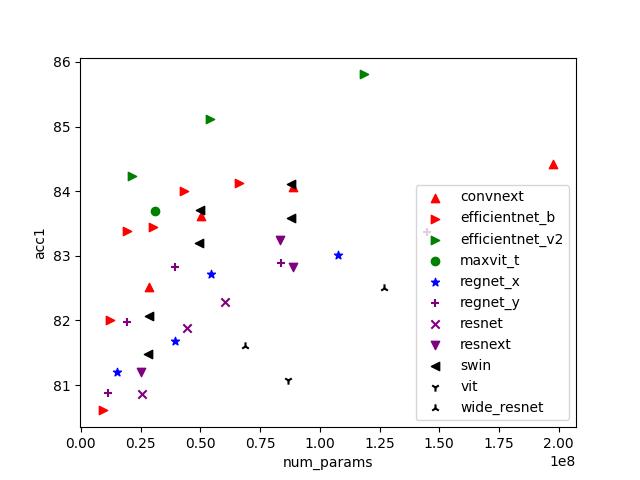 86
85
84
83
82
81
acc1
0.00 0.25 0.50 0.75 1.00 1.25 1.50 1.75 2.00
1e8
num_params
convnext
efficientnet_b
efficientnet_v2
maxvit_t
regnet_x
regnet_y
resnet
resnext
swin
vit
wide_resnet